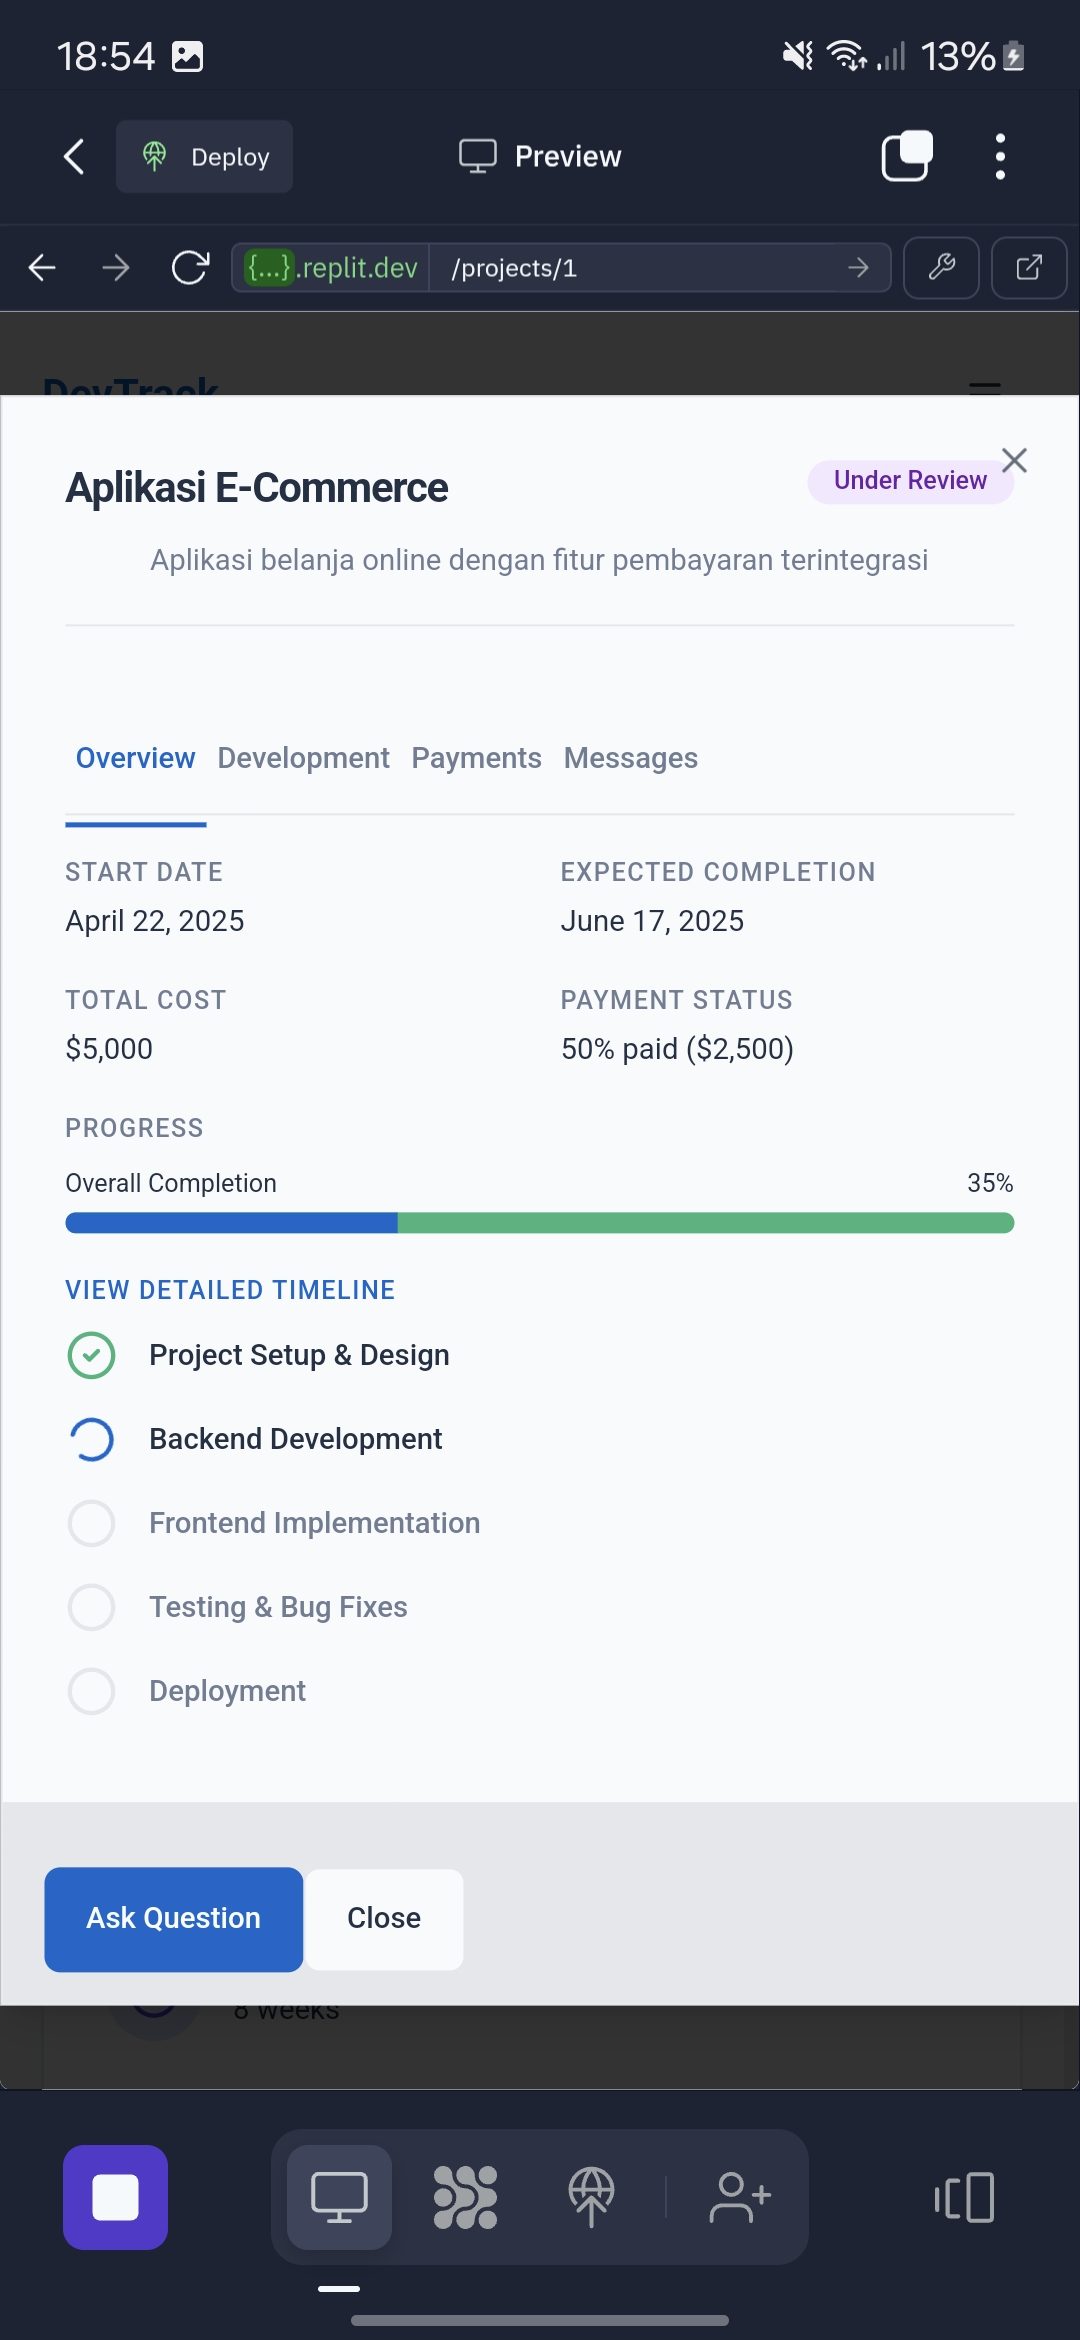 18:54
13%
Deploy
Preview
{...}.replit.dev
/projects/1
DevTrack
Aplikasi E-Commerce
Under Review
Aplikasi belanja online dengan fitur pembayaran terintegrasi
Overview Development Payments Messages
START DATE
EXPECTED COMPLETION
April 22, 2025
June 17, 2025
TOTAL COST
PAYMENT STATUS
$5,000
50% paid ($2,500)
PROGRESS
Overall Completion
35%
VIEW DETAILED TIMELINE
Project Setup & Design
Backend Development
Frontend Implementation
Testing & Bug Fixes
Deployment
Ask Question
Close
8 weeks